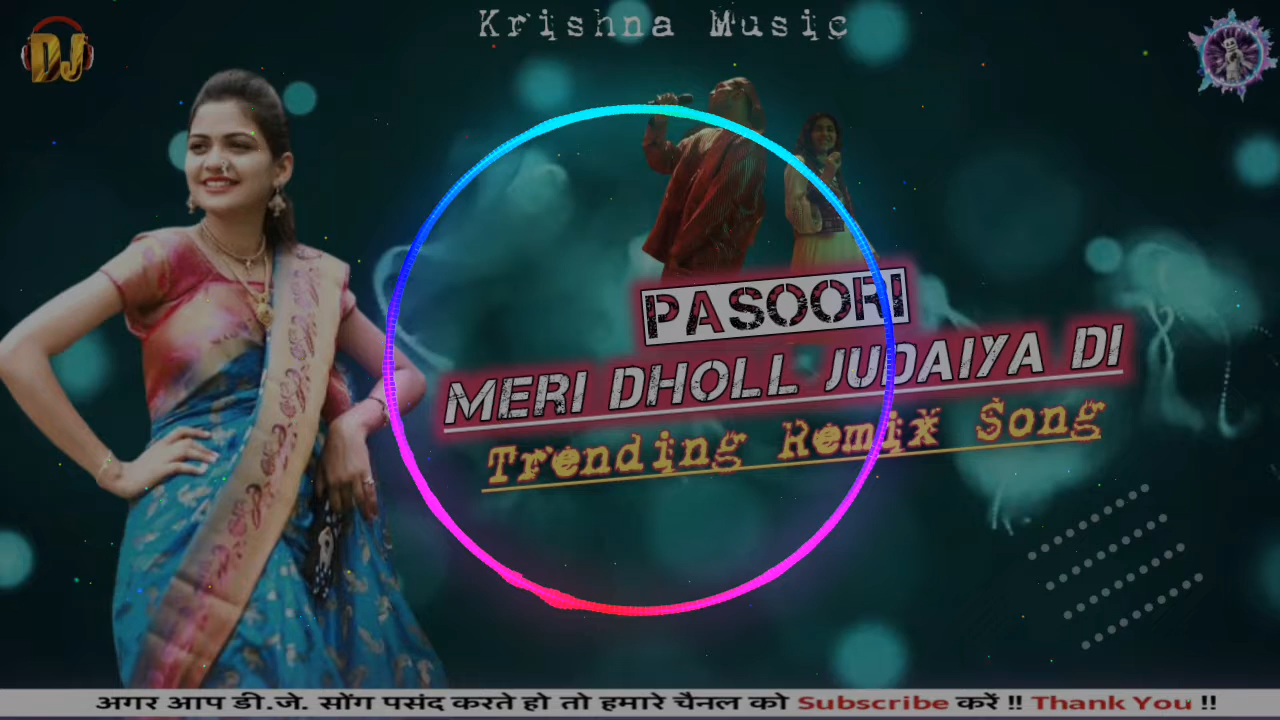 Krishna Music
DJ
PASOORI
MERI DHOLL JUDAIYA DI
Trending Remix Song
अगर आप डी.जे. सोंग पसंद करते हो तो हमारे चैनल को Subscribe करें !! Thank You !!